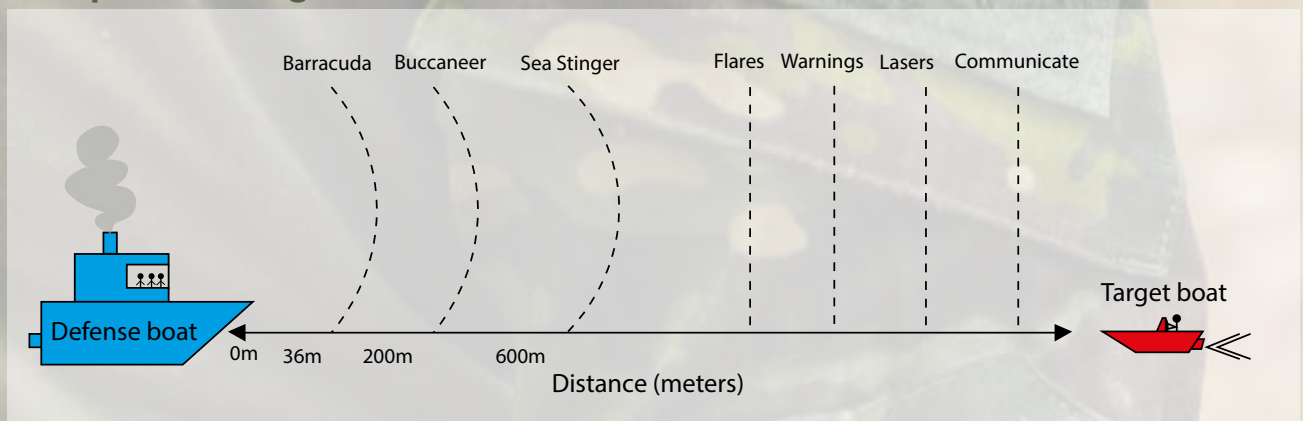 Barracuda Buccaneer Sea Stinger Flares Warnings Lasers Communicate
Target boat
Defense boat
0m 36m 200m 600m
Distance (meters)